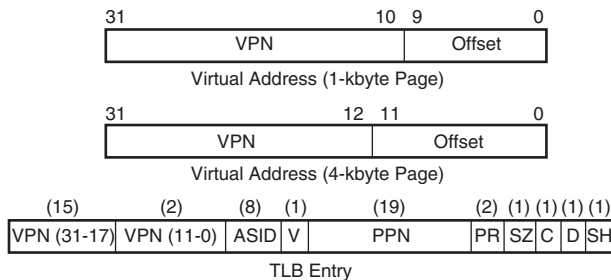 31 10 9 0
VPN Offset
Virtual Address (1-kbyte Page)
31 12 11 0
VPN Offset
Virtual Address (4-kbyte Page)
(15) (2) (8) (1) (19) (2) (1) (1) (1) (1)
VPN (31-17) VPN (11-0) ASID V PPN PR SZ C D SH
TLB Entry